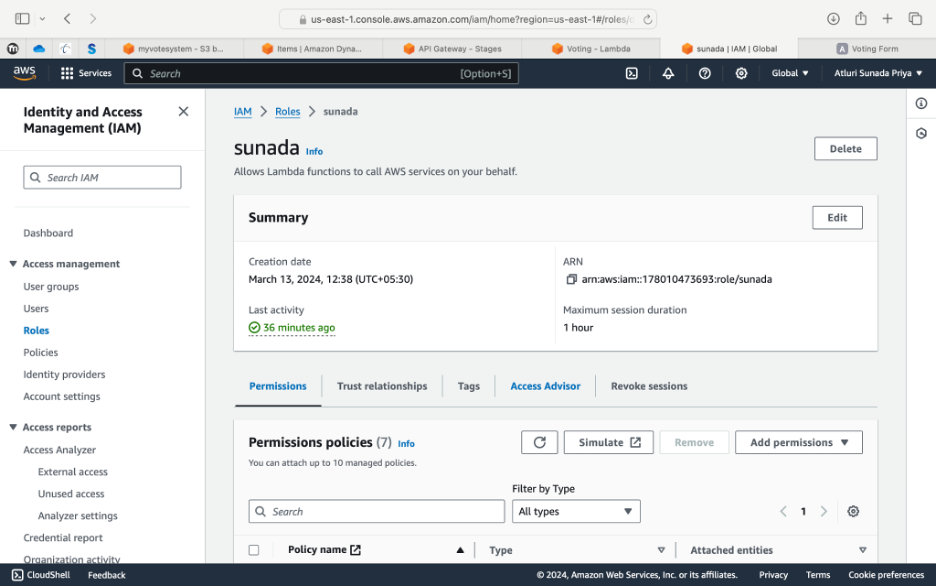 us-east-1.console.aws.amazon.com/iam/home?region=us-east-1#/roles/
myvotesystem - S3 b...
Items | Amazon Dyna...
API Gateway - Stages
Voting - Lambda
sunada | IAM | Global
A Voting Form
aws
Services
Search
[Option+S]
Global
Atluri Sunada Priya
Identity and Access
Management (IAM)
Search IAM
Dashboard
Access management
User groups
Users
Roles
Policies
Identity providers
Account settings
Access reports
Access Analyzer
External access
Unused access
Analyzer settings
Credential report
Organization activity
IAM > Roles > sunada
sunada Info
Delete
Allows Lambda functions to call AWS services on your behalf.
Summary
Edit
Creation date
March 13, 2024, 12:38 (UTC+05:30)
Last activity
36 minutes ago
ARN
arn:aws:iam::178010473693:role/sunada
Maximum session duration
1 hour
Permissions
Trust relationships
Tags
Access Advisor
Revoke sessions
Permissions policies (7) Info
Simulate
Remove
Add permissions
You can attach up to 10 managed policies.
Filter by Type
Search
All types
1
Policy name
Type
Attached entities
CloudShell
Feedback
© 2024, Amazon Web Services, Inc. or its affiliates.
Privacy
Terms
Cookie preferences